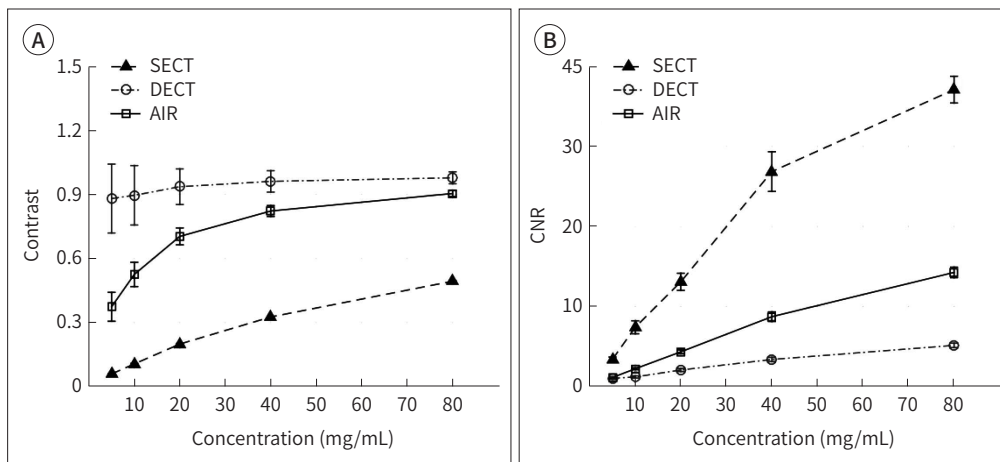 A
1.5
1.2
0.9
0.6
0.3
0
Contrast
SECT
DECT
AIR
10 20 30 40 50 60 70 80
Concentration (mg/mL)
B
45
30
20
10
0
CNR
SECT
DECT
AIR
10 20 30 40 50 60 70 80
Concentration (mg/mL)